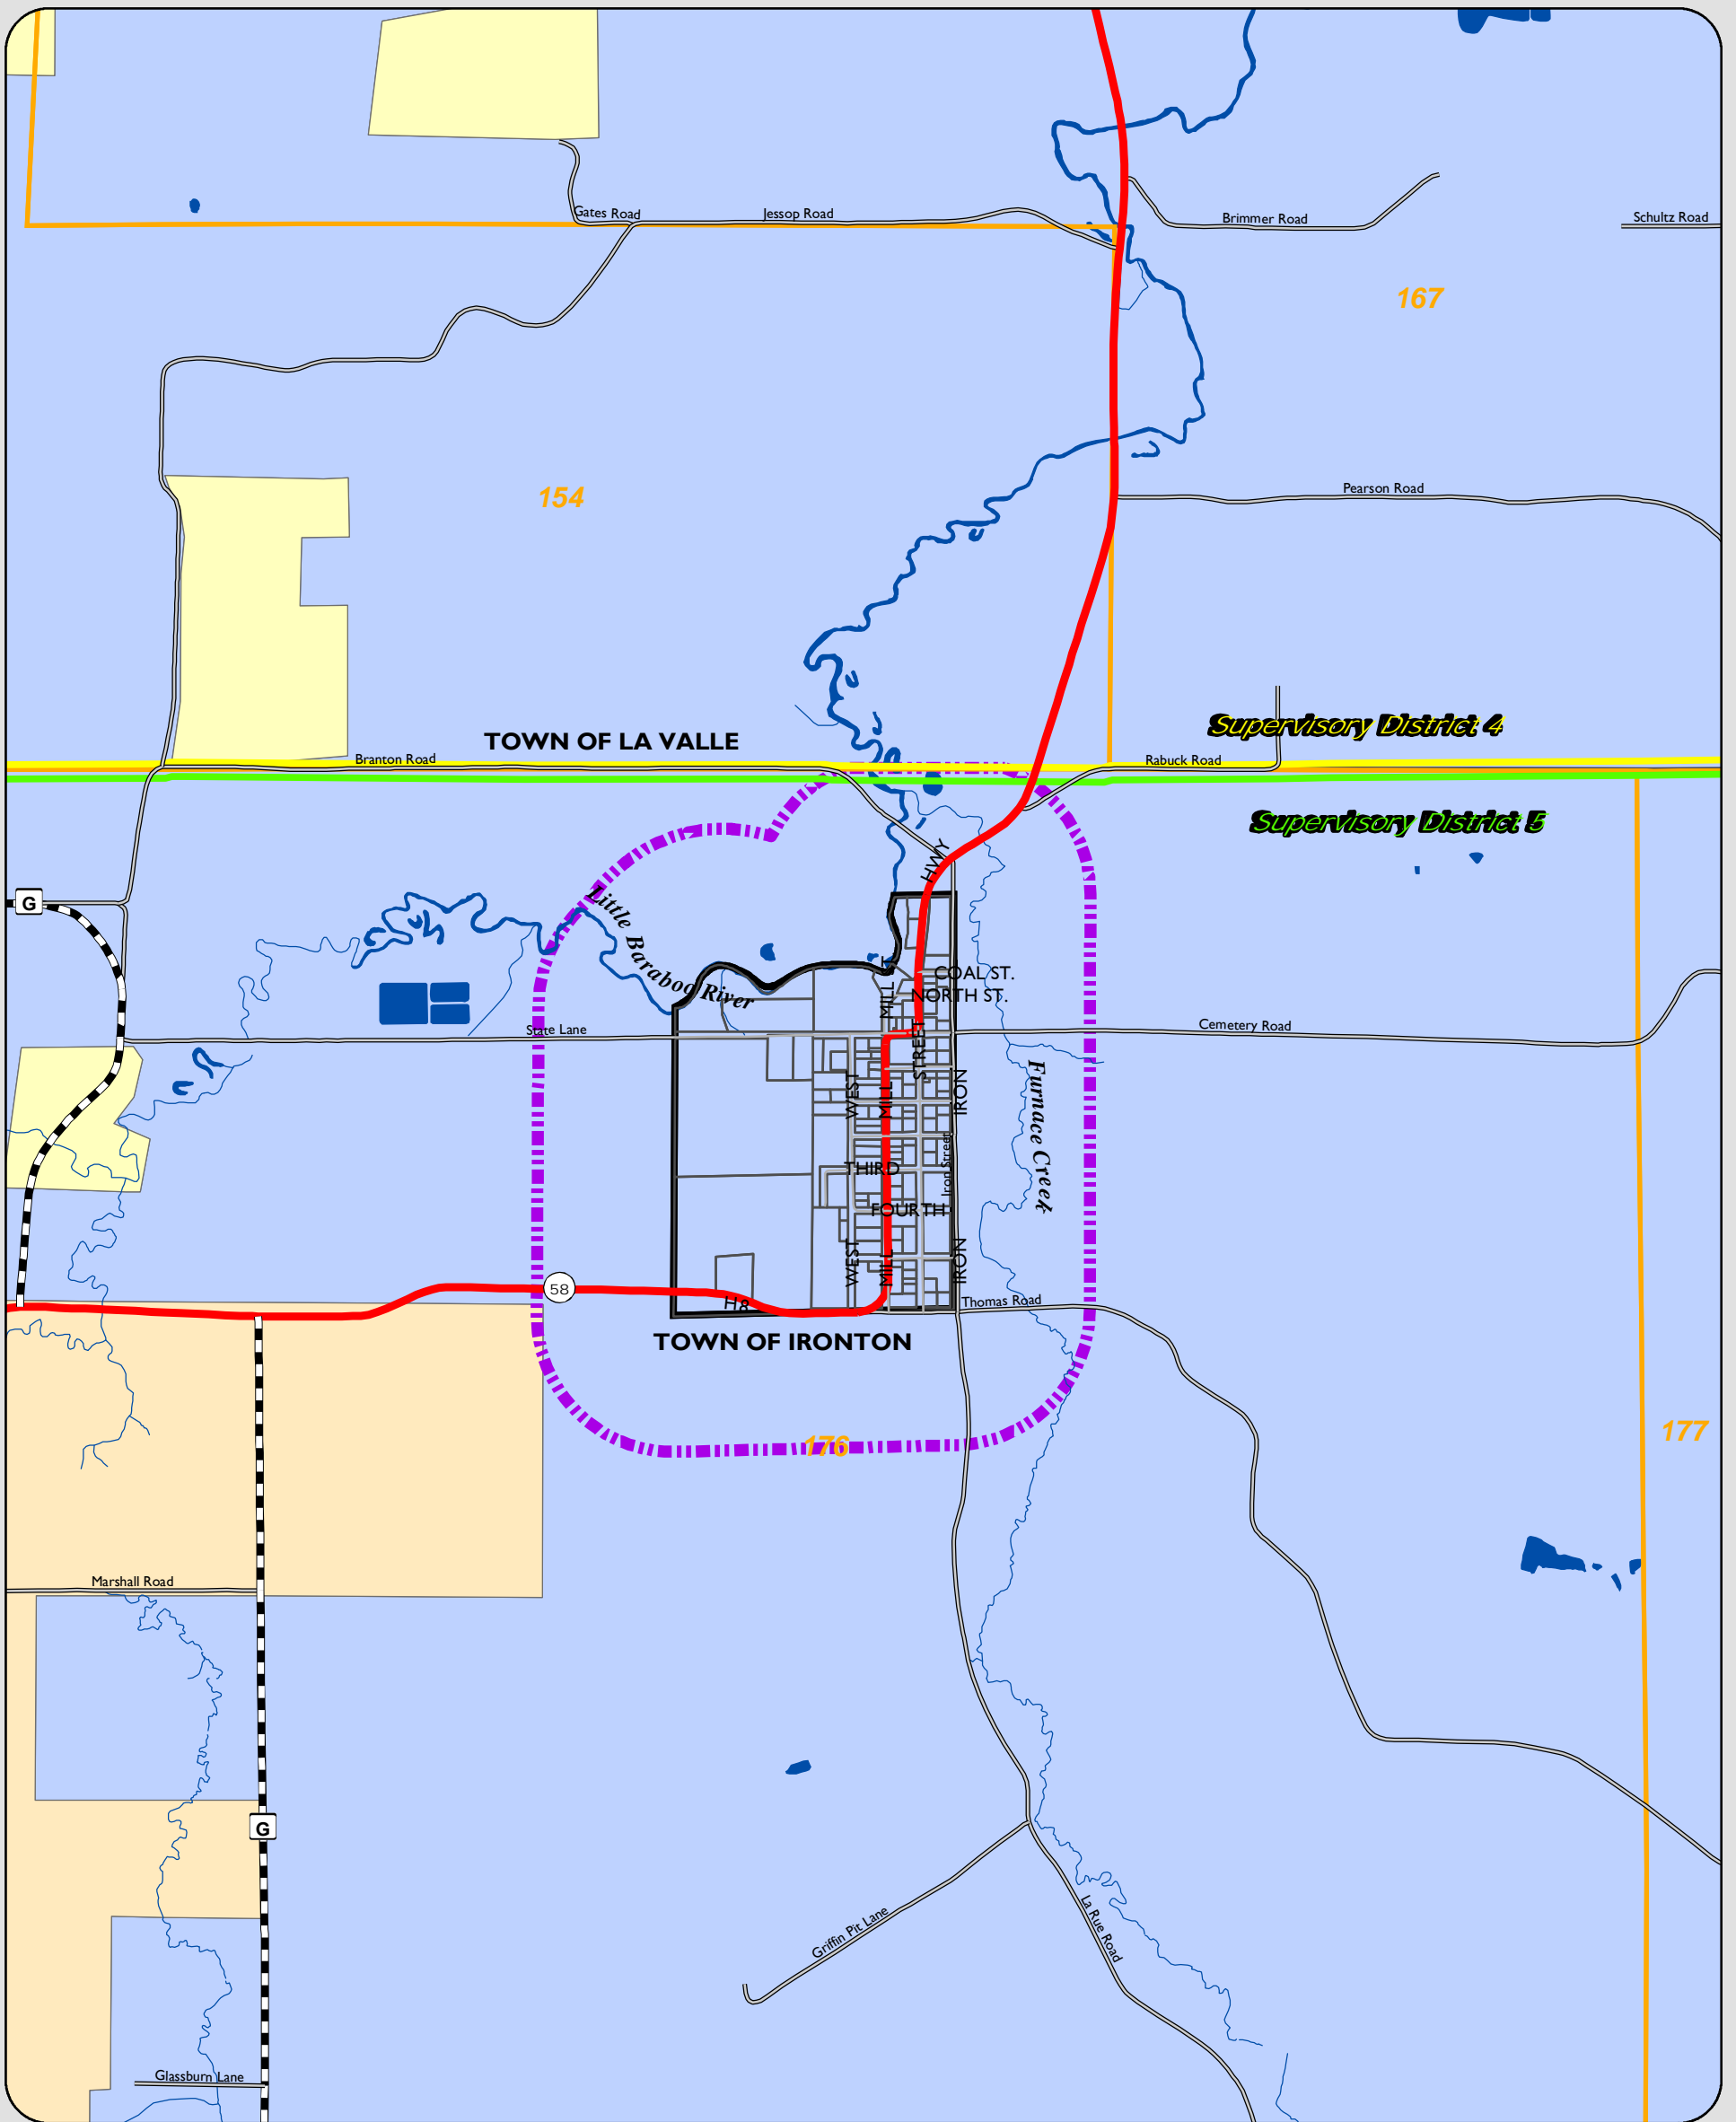 Gates Road
Jessop Road
Brimmer Road
Schultz Road
167
Pearson Road
154
Supervisory District 4
TOWN OF LA VALLE
Branton Road
Rabuck Road
Supervisory District 5
HWY
G
Little Baraboo River
K
COAL ST.
MILL
NORTH ST.
State Lane
STREET
Cemetery Road
WEST
MILL
IRON
Furnace Creek
Iron Street
THIRD
FOURTH
WEST
MILL
IRON
58
H8
Thomas Road
TOWN OF IRONTON
176
177
Marshall Road
G
Griffin Pit Lane
La Rue Road
Glassburn Lane